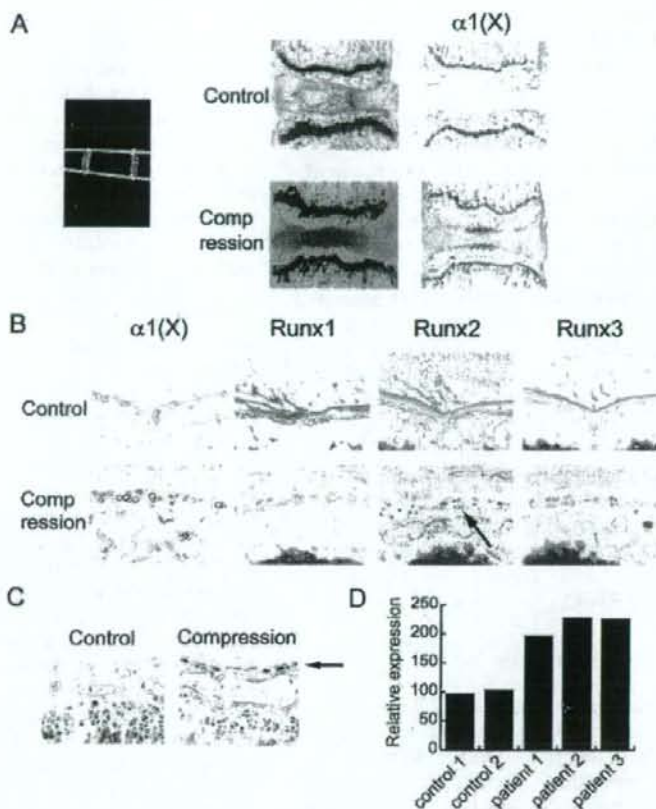 A
α1(X)
Control
Comp
ression
B
α1(X) Runx1 Runx2 Runx3
Control
Comp
ression
C
Control Compression
D
Relative expression
250
200
150
100
50
0
control 1
control 2
patient 1
patient 2
patient 3